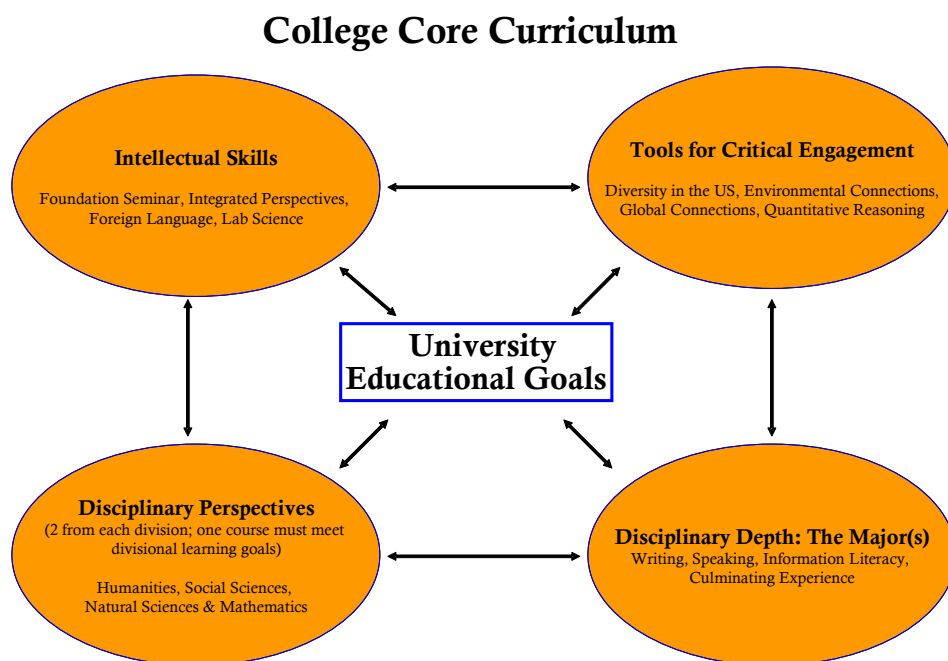 College Core Curriculum
Intellectual Skills
Foundation Seminar, Integrated Perspectives,
Foreign Language, Lab Science
Tools for Critical Engagement
Diversity in the US, Environmental Connections,
Global Connections, Quantitative Reasoning
University
Educational Goals
Disciplinary Perspectives
(2 from each division; one course must meet
divisional learning goals)
Humanities, Social Sciences,
Natural Sciences & Mathematics
Disciplinary Depth: The Major(s)
Writing, Speaking, Information Literacy,
Culminating Experience